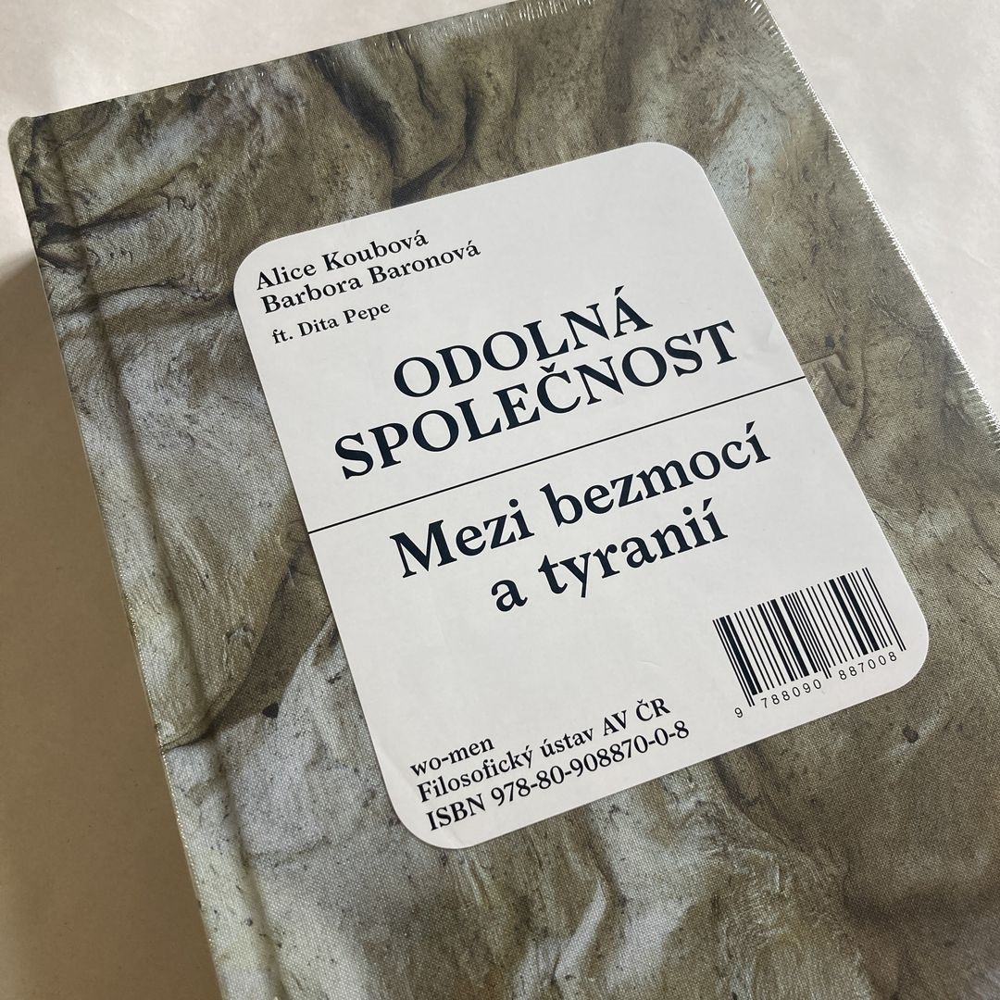 Alice Koubová
Barbora Baronová
ft. Dita Pepe
ODOLNÁ
SPOLEČNOST
Mezi bezmocí
a tyranií
9 788090 887008
wo-men
Filosofický ústav AV ČR
ISBN 978-80-908870-0-8